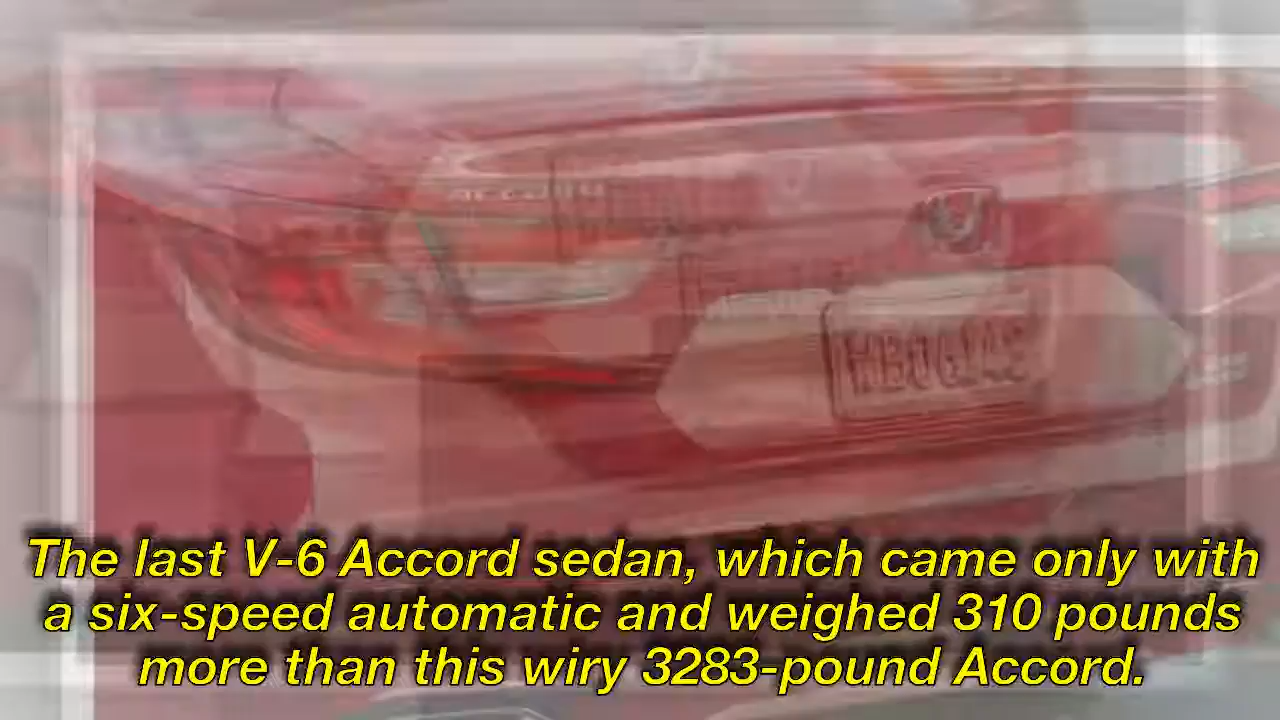 The last V-6 Accord sedan, which came only with
a six-speed automatic and weighed 310 pounds
more than this wiry 3283-pound Accord.